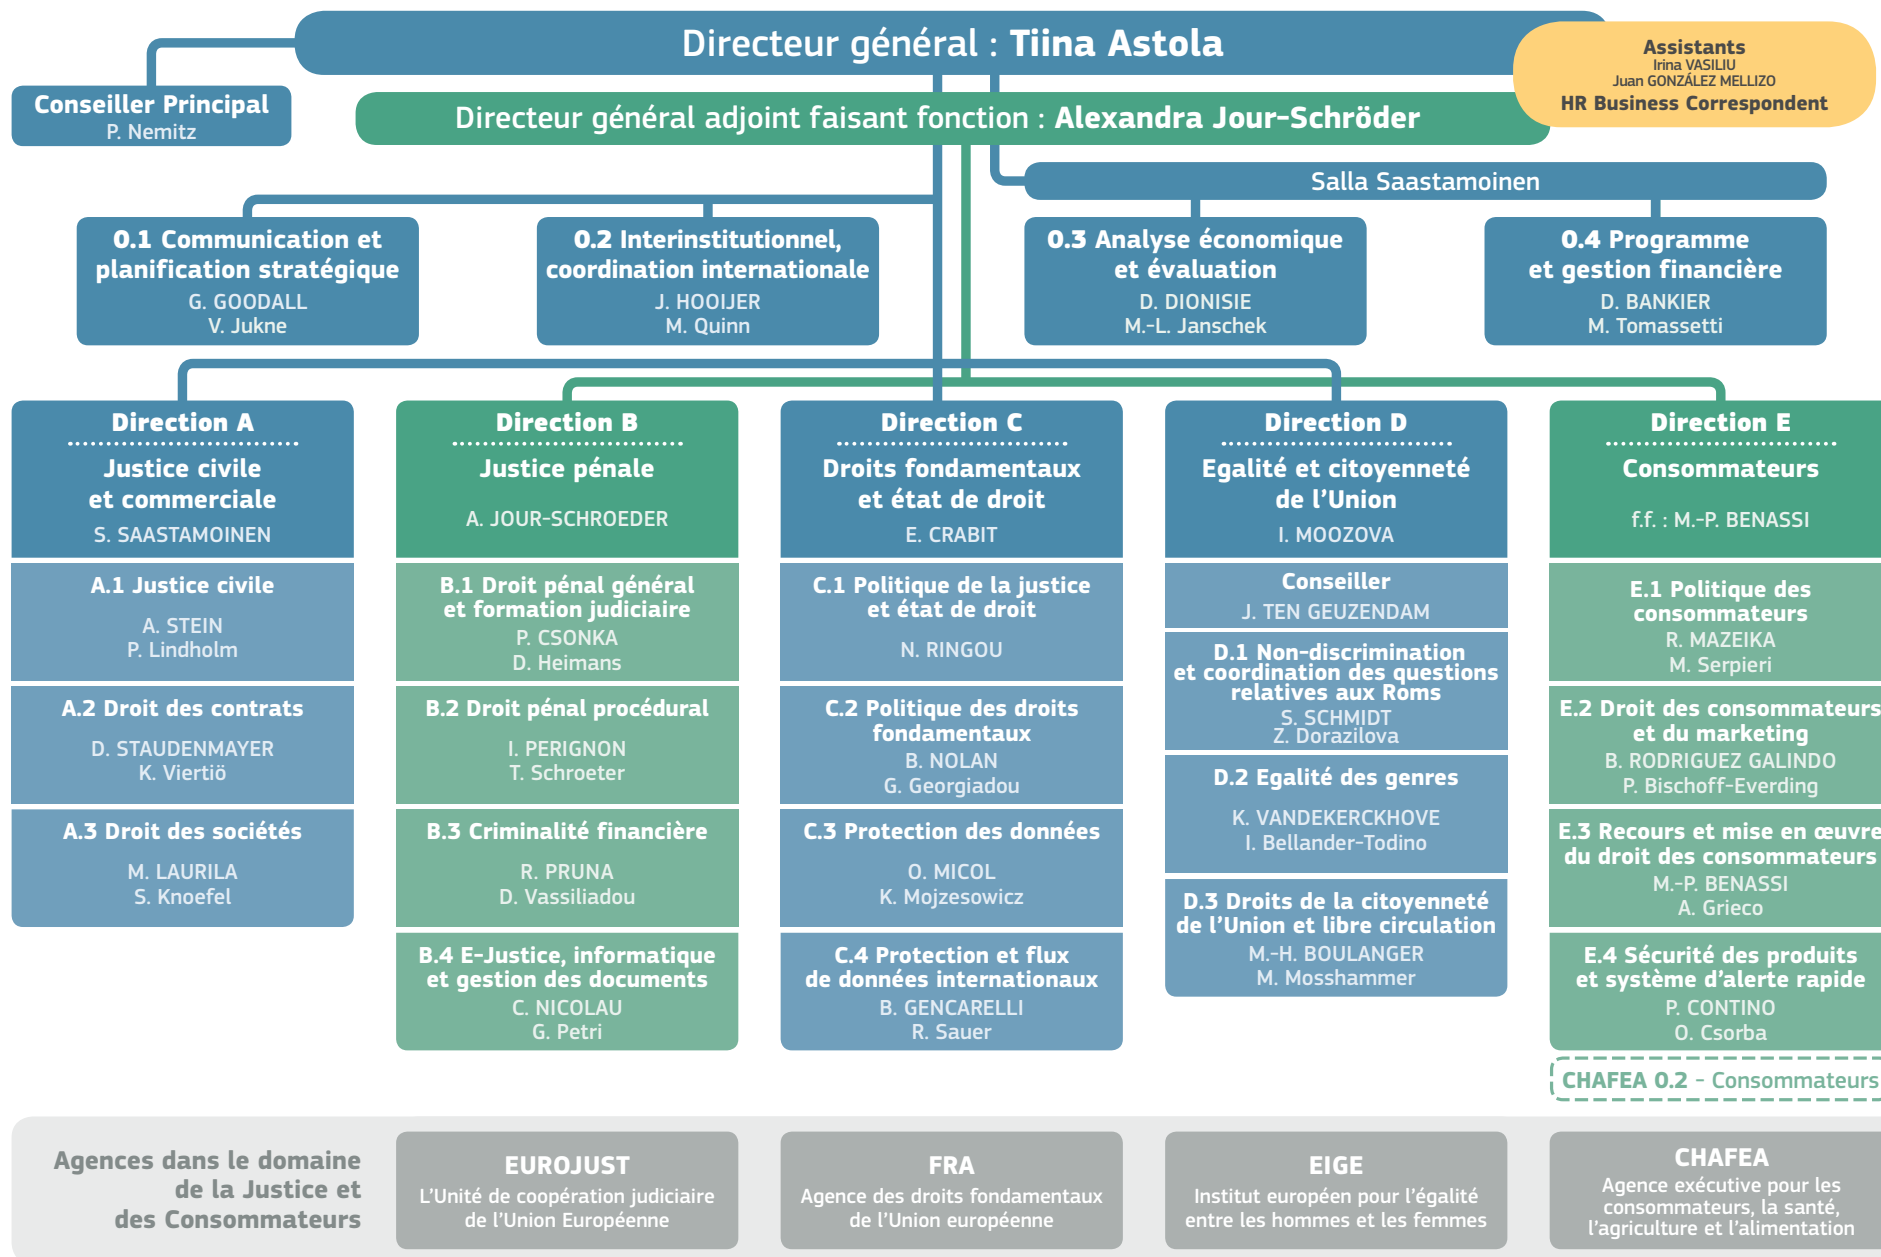 Directeur général : Tiina Astola
Assistants
Irina VASILIU
Juan GONZÁLEZ MELLIZO
HR Business Correspondent
Conseiller Principal
P. Nemitz
Directeur général adjoint faisant fonction : Alexandra Jour-Schröder
Salla Saastamoinen
0.1 Communication et
planification stratégique
G. GOODALL
V. Jukne
0.2 Interinstitutionnel,
coordination internationale
J. HOOIJER
M. Quinn
0.3 Analyse économique
et évaluation
D. DIONISIE
M.-L. Janschek
0.4 Programme
et gestion financière
D. BANKIER
M. Tomassetti
Direction A
Justice civile
et commerciale
S. SAASTAMOINEN
A.1 Justice civile
A. STEIN
P. Lindholm
A.2 Droit des contrats
D. STAUDENMAYER
K. Viertiö
A.3 Droit des sociétés
M. LAURILA
S. Knoefel
Direction B
Justice pénale
A. JOUR-SCHROEDER
B.1 Droit pénal général
et formation judiciaire
P. CSONKA
D. Heimans
B.2 Droit pénal procédural
I. PERIGNON
T. Schroeter
B.3 Criminalité financière
R. PRUNA
D. Vassiliadou
B.4 E-Justice, informatique
et gestion des documents
C. NICOLAU
G. Petri
Direction C
Droits fondamentaux
et état de droit
E. CRABIT
C.1 Politique de la justice
et état de droit
N. RINGOU
C.2 Politique des droits
fondamentaux
B. NOLAN
G. Georgiadou
C.3 Protection des données
O. MICOL
K. Mojzesowicz
C.4 Protection et flux
de données internationaux
B. GENCARELLI
R. Sauer
Direction D
Egalité et citoyenneté
de l'Union
I. MOOZOVA
Conseiller
J. TEN GEUZENDAM
D.1 Non-discrimination
et coordination des questions
relatives aux Roms
S. SCHMIDT
Z. Dorazilova
D.2 Egalité des genres
K. VANDEKERCKHOVE
I. Bellander-Todino
D.3 Droits de la citoyenneté
de l'Union et libre circulation
M.-H. BOULANGER
M. Mosshammer
Direction E
Consommateurs
f.f. : M.-P. BENASSI
E.1 Politique des
consommateurs
R. MAZEIKA
M. Serpieri
E.2 Droit des consommateurs
et du marketing
B. RODRIGUEZ GALINDO
P. Bischoff-Everding
E.3 Recours et mise en œuvre
du droit des consommateurs
M.-P. BENASSI
A. Grieco
E.4 Sécurité des produits
et système d'alerte rapide
P. CONTINO
O. Csorba
CHAFEA 0.2 - Consommateurs
Agences dans le domaine
de la Justice et
des Consommateurs
EUROJUST
L'Unité de coopération judiciaire
de l'Union Européenne
FRA
Agence des droits fondamentaux
de l'Union européenne
EIGE
Institut européen pour l'égalité
entre les hommes et les femmes
CHAFEA
Agence exécutive pour les
consommateurs, la santé,
l'agriculture et l'alimentation